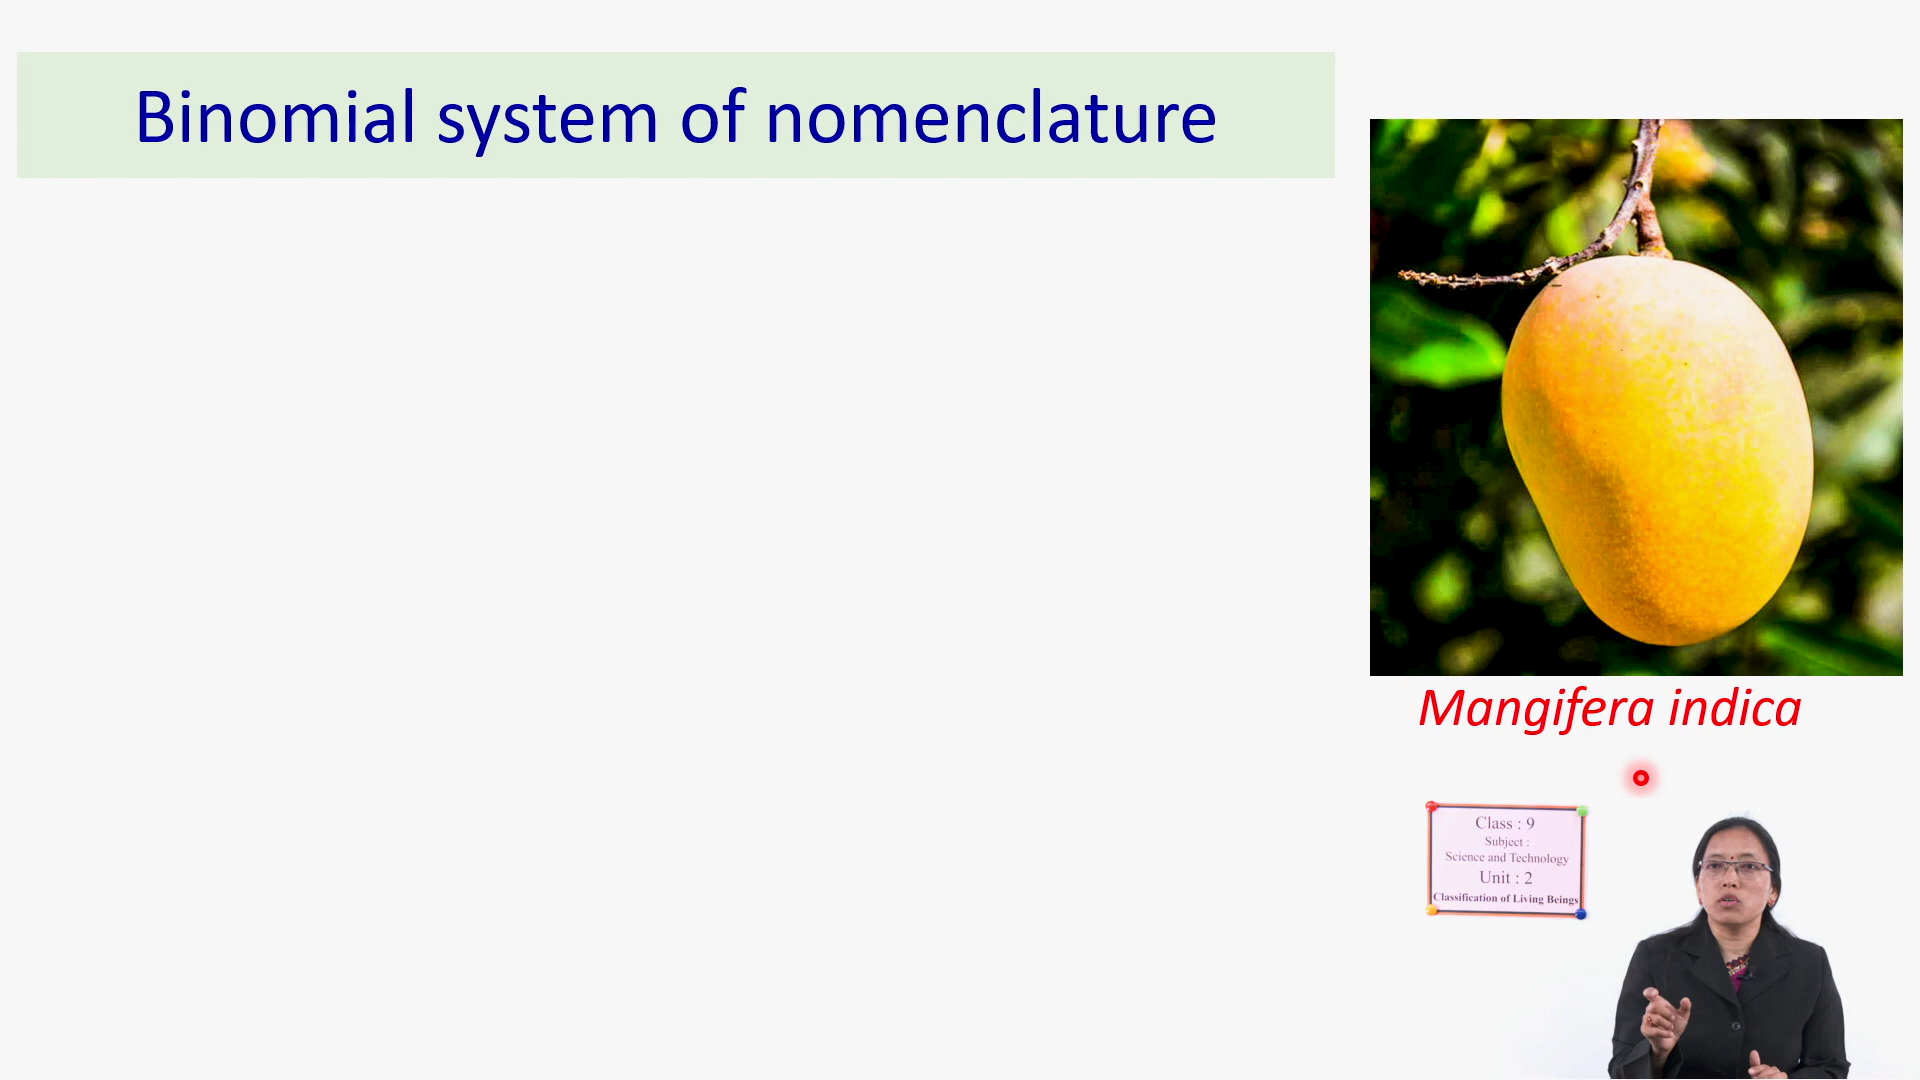 Binomial system of nomenclature
Mangifera indica
Class : 9
Subject :
Science and Technology
Unit : 2
Classification of Living Beings